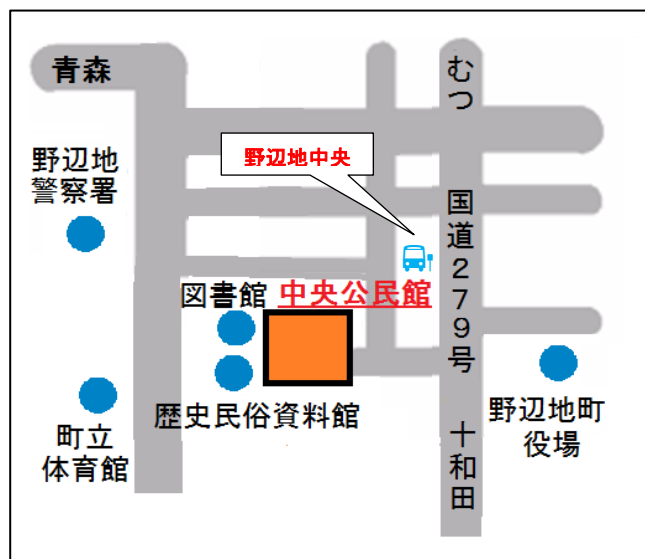 青森
むつ
野辺地中央
野辺地
警察署
国道279号
図書館
中央公民館
歴史民俗資料館
町立
体育館
野辺地町
役場
十和田